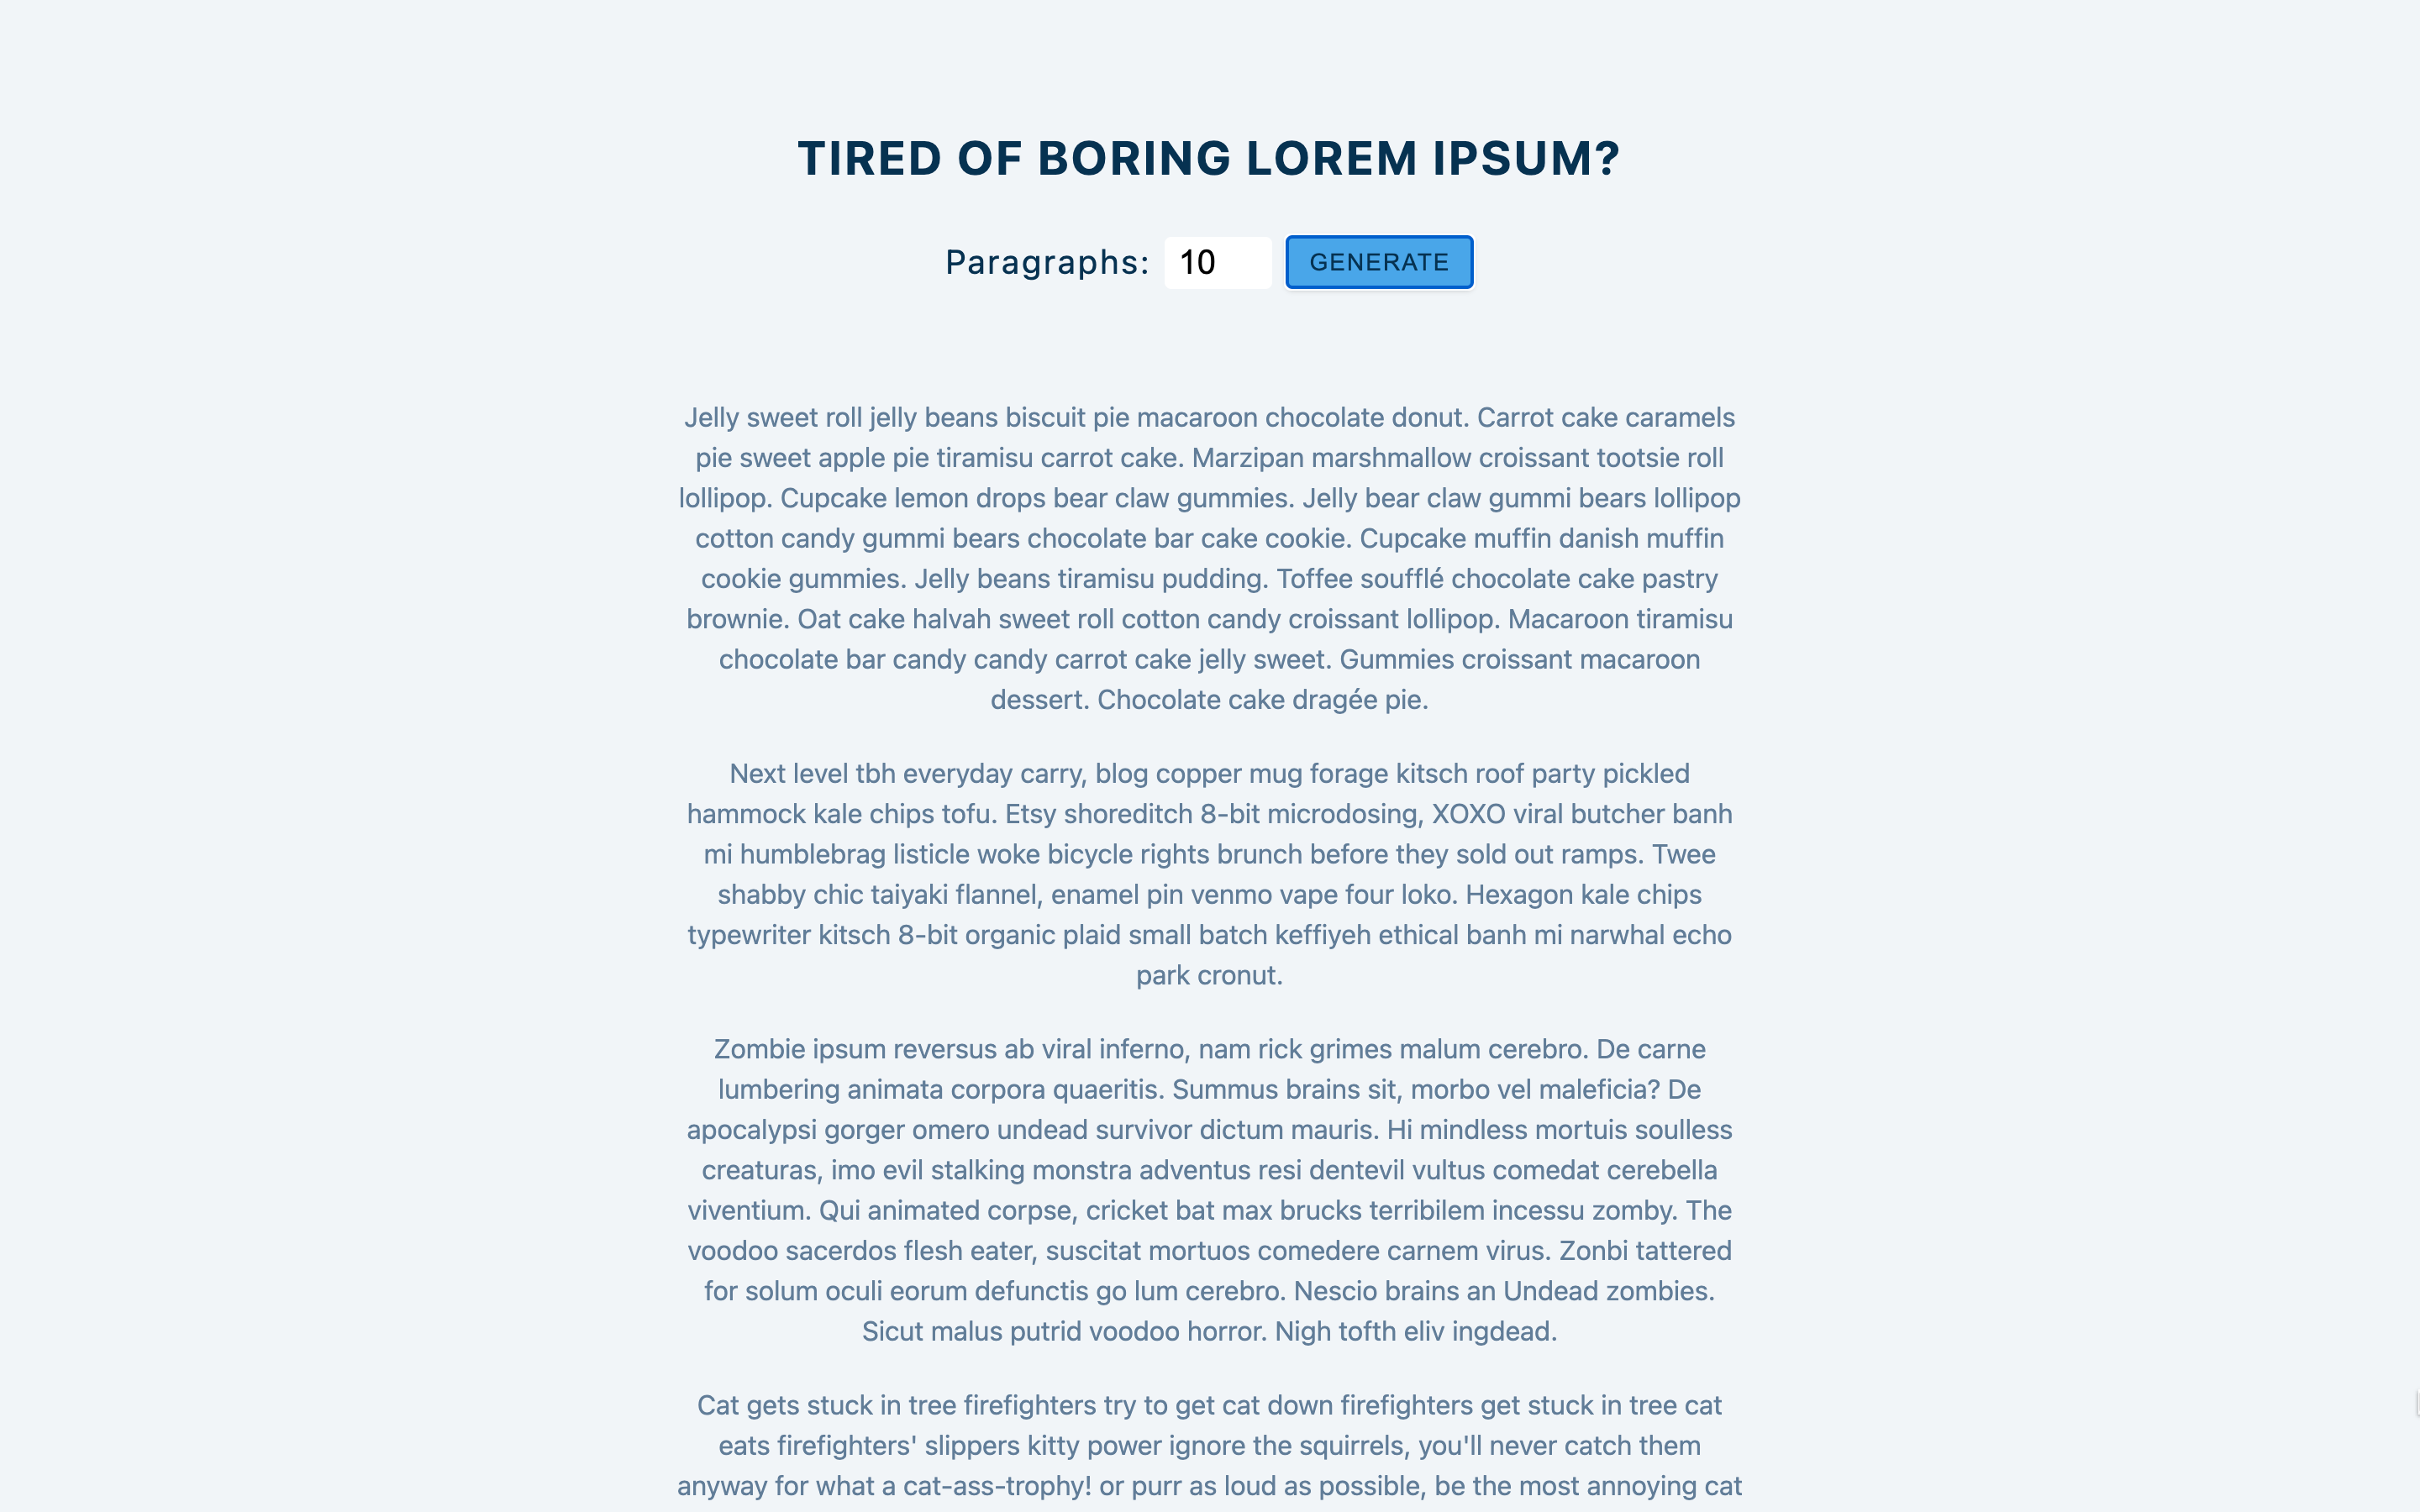 TIRED OF BORING LOREM IPSUM?
Paragraphs: 10 GENERATE
Jelly sweet roll jelly beans biscuit pie macaroon chocolate donut. Carrot cake caramels
pie sweet apple pie tiramisu carrot cake. Marzipan marshmallow croissant tootsie roll
lollipop. Cupcake lemon drops bear claw gummies. Jelly bear claw gummi bears lollipop
cotton candy gummi bears chocolate bar cake cookie. Cupcake muffin danish muffin
cookie gummies. Jelly beans tiramisu pudding. Toffee soufflé chocolate cake pastry
brownie. Oat cake halvah sweet roll cotton candy croissant lollipop. Macaroon tiramisu
chocolate bar candy candy carrot cake jelly sweet. Gummies croissant macaroon
dessert. Chocolate cake dragée pie.
Next level tbh everyday carry, blog copper mug forage kitsch roof party pickled
hammock kale chips tofu. Etsy shoreditch 8-bit microdosing, XOXO viral butcher banh
mi humblebrag listicle woke bicycle rights brunch before they sold out ramps. Twee
shabby chic taiyaki flannel, enamel pin venmo vape four loko. Hexagon kale chips
typewriter kitsch 8-bit organic plaid small batch keffiyeh ethical banh mi narwhal echo
park cronut.
Zombie ipsum reversus ab viral inferno, nam rick grimes malum cerebro. De carne
lumbering animata corpora quaeritis. Summus brains sit, morbo vel maleficia? De
apocalypsi gorger omero undead survivor dictum mauris. Hi mindless mortuis soulless
creaturas, imo evil stalking monstra adventus resi dentevil vultus comedat cerebella
viventium. Qui animated corpse, cricket bat max brucks terribilem incessu zomby. The
voodoo sacerdos flesh eater, suscitat mortuos comedere carnem virus. Zonbi tattered
for solum oculi eorum defunctis go lum cerebro. Nescio brains an Undead zombies.
Sicut malus putrid voodoo horror. Nigh tofth eliv ingdead.
Cat gets stuck in tree firefighters try to get cat down firefighters get stuck in tree cat
eats firefighters' slippers kitty power ignore the squirrels, you'll never catch them
anyway for what a cat-ass-trophy! or purr as loud as possible, be the most annoying cat